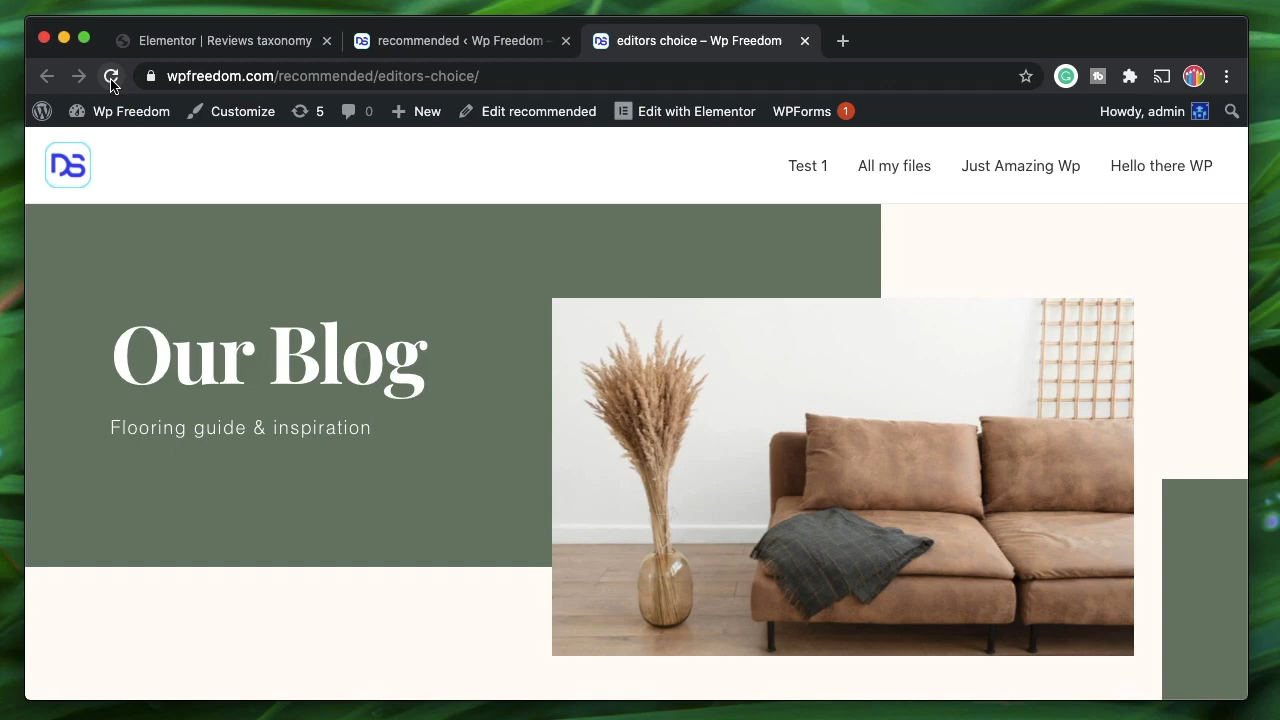 Elementor | Reviews taxonomy
recommended ‹ Wp Freedom –
editors choice – Wp Freedom
wpfreedom.com/recommended/editors-choice/
Wp Freedom
Customize
5
0
New
Edit recommended
Edit with Elementor
WPForms
1
Howdy, admin
DS
Test 1
All my files
Just Amazing Wp
Hello there WP
Our Blog
Flooring guide & inspiration